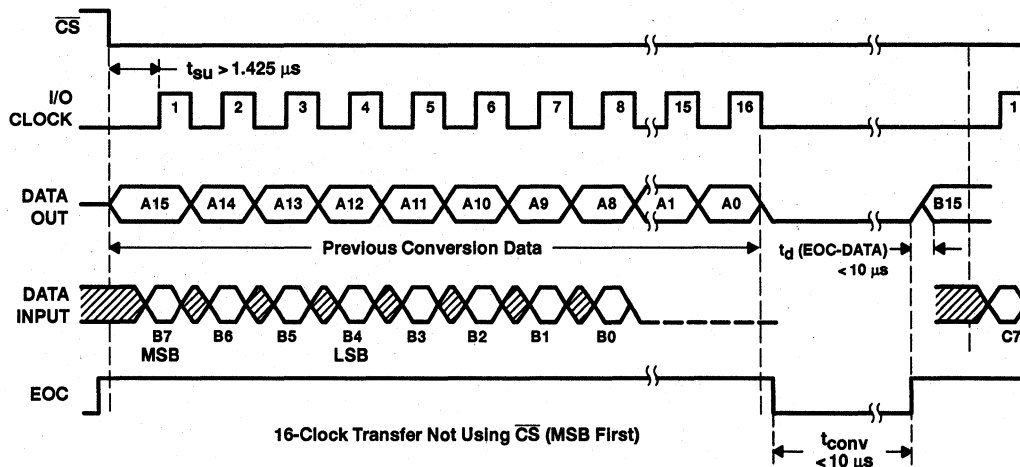 CS
t su > 1.425 μs
I/O
CLOCK
1 2 3 4 5 6 7 8 15 16 1
DATA
OUT
A15 A14 A13 A12 A11 A10 A9 A8 A1 A0 B15
Previous Conversion Data
t d (EOC-DATA)
< 10 μs
DATA
INPUT
B7 B6 B5 B4 B3 B2 B1 B0 C7
MSB LSB
EOC
16-Clock Transfer Not Using CS (MSB First)
t conv
< 10 μs